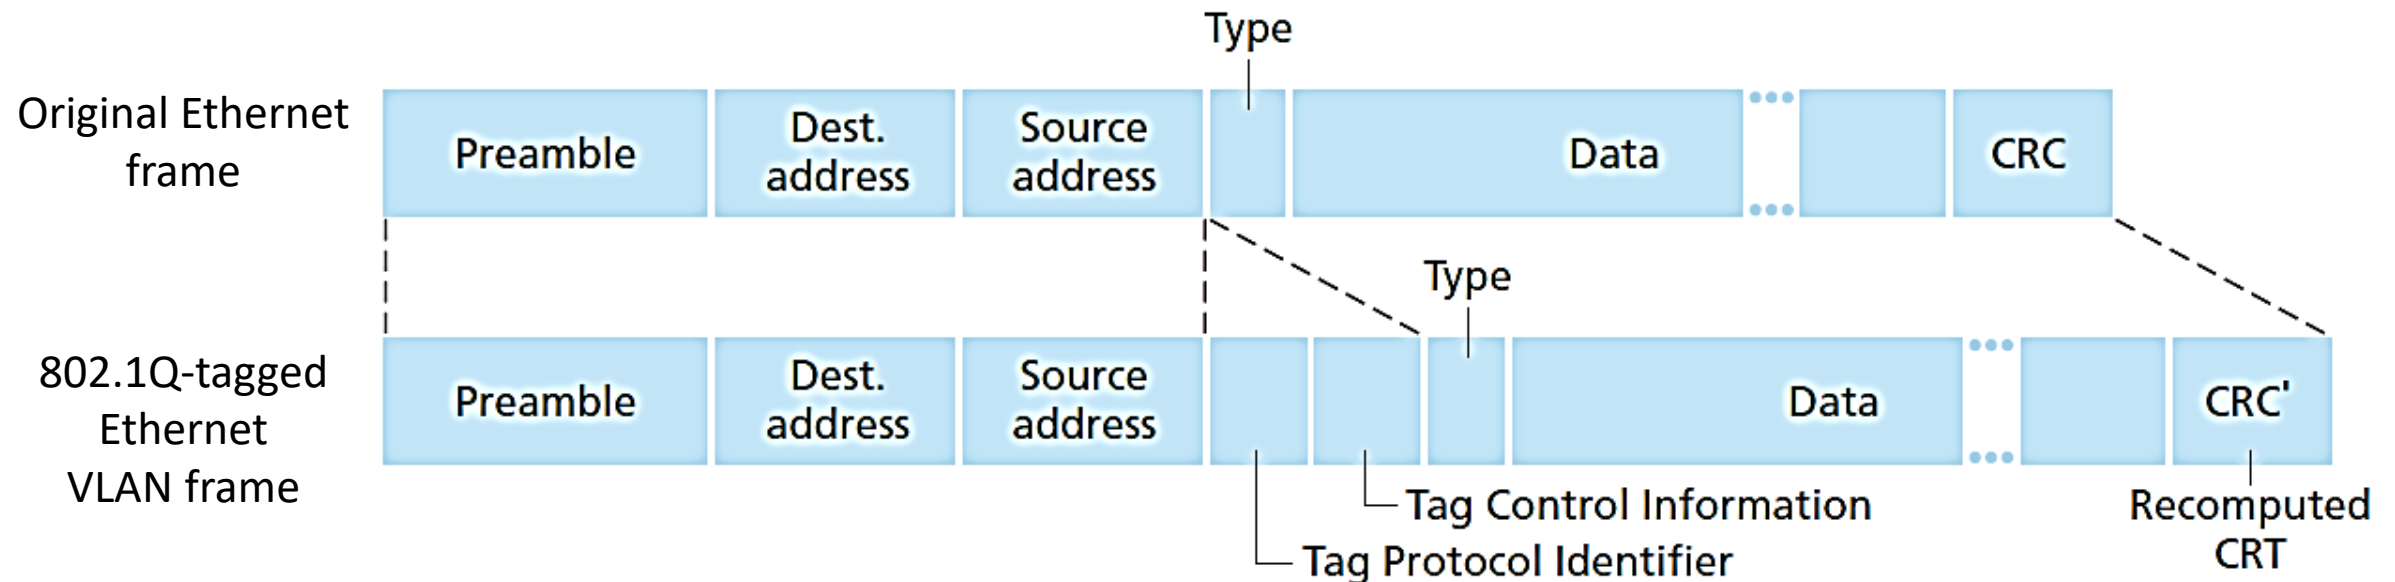 Type
Original Ethernet
frame
Preamble
Dest.
address
Source
address
Data
CRC
Type
802.1Q-tagged
Ethernet
VLAN frame
Preamble
Dest.
address
Source
address
Data
CRC'
Tag Control Information
Tag Protocol Identifier
Recomputed
CRT